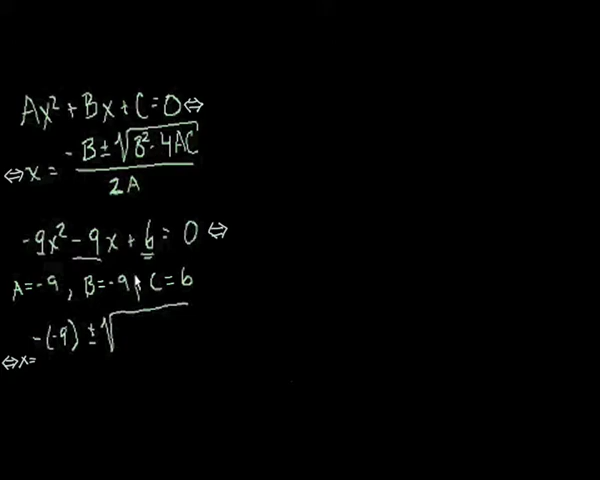 Ax² + Bx + C = 0 ⇔
⇔ x = (-B ± √(B² - 4AC)) / 2A
-9x² - 9x + 6 = 0 ⇔
A = -9, B = -9, C = 6
⇔ x = -(-9) ± √